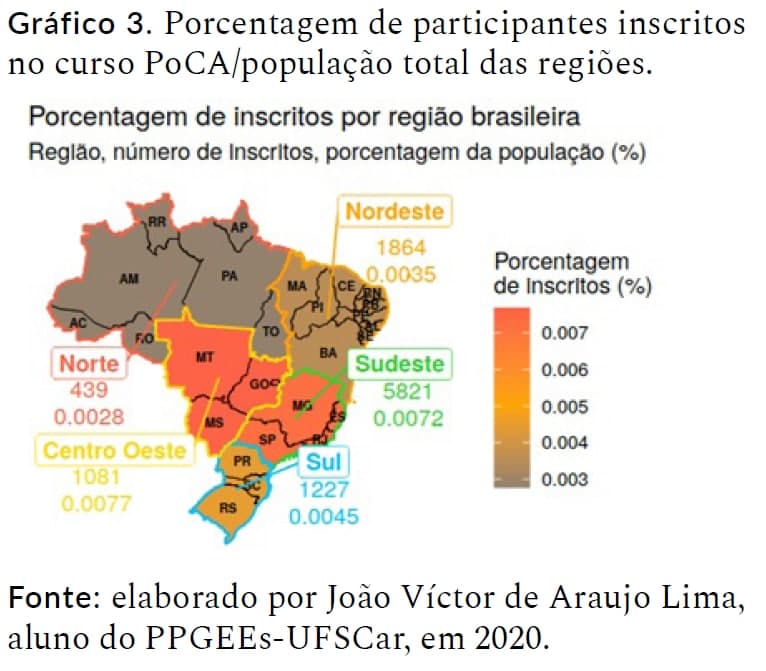 Gráfico 3. Porcentagem de participantes inscritos
no curso PoCA/população total das regiões.
Porcentagem de inscritos por região brasileira
Região, número de Inscritos, porcentagem da população (%)
RR
AP
Nordeste
1864
0.0035
AM
PA
MA
CE
RN
PB
PI
PE
AL
SE
AC
RO
TO
BA
Norte
439
0.0028
MT
GO
Sudeste
5821
0.0072
MG
ES
MS
SP
RJ
Centro Oeste
1081
0.0077
PR
Sul
1227
0.0045
SC
RS
Porcentagem
de Inscritos (%)
0.007
0.006
0.005
0.004
0.003
Fonte: elaborado por João Víctor de Araujo Lima,
aluno do PPGEEs-UFSCar, em 2020.